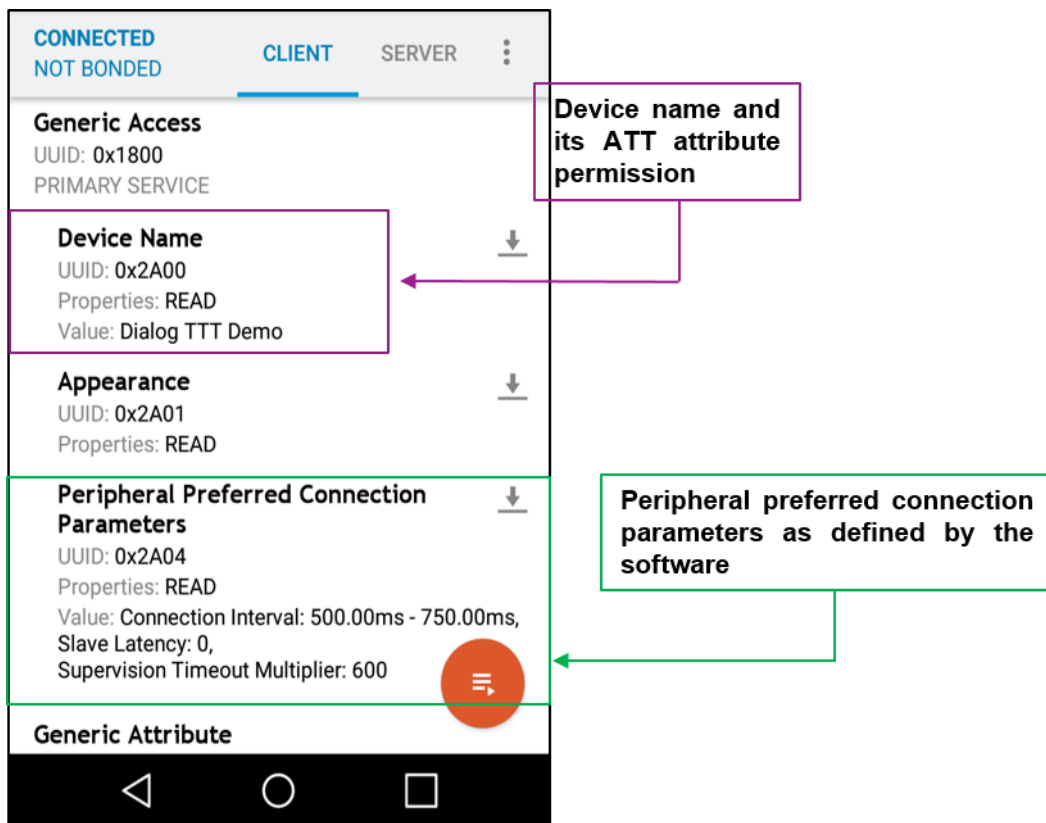 CONNECTED
NOT BONDED
CLIENT
SERVER
Generic Access
UUID: 0x1800
PRIMARY SERVICE
Device Name
UUID: 0x2A00
Properties: READ
Value: Dialog TTT Demo
Appearance
UUID: 0x2A01
Properties: READ
Peripheral Preferred Connection
Parameters
UUID: 0x2A04
Properties: READ
Value: Connection Interval: 500.00ms - 750.00ms,
Slave Latency: 0,
Supervision Timeout Multiplier: 600
Generic Attribute
Device name and
its ATT attribute
permission
Peripheral preferred connection
parameters as defined by the
software